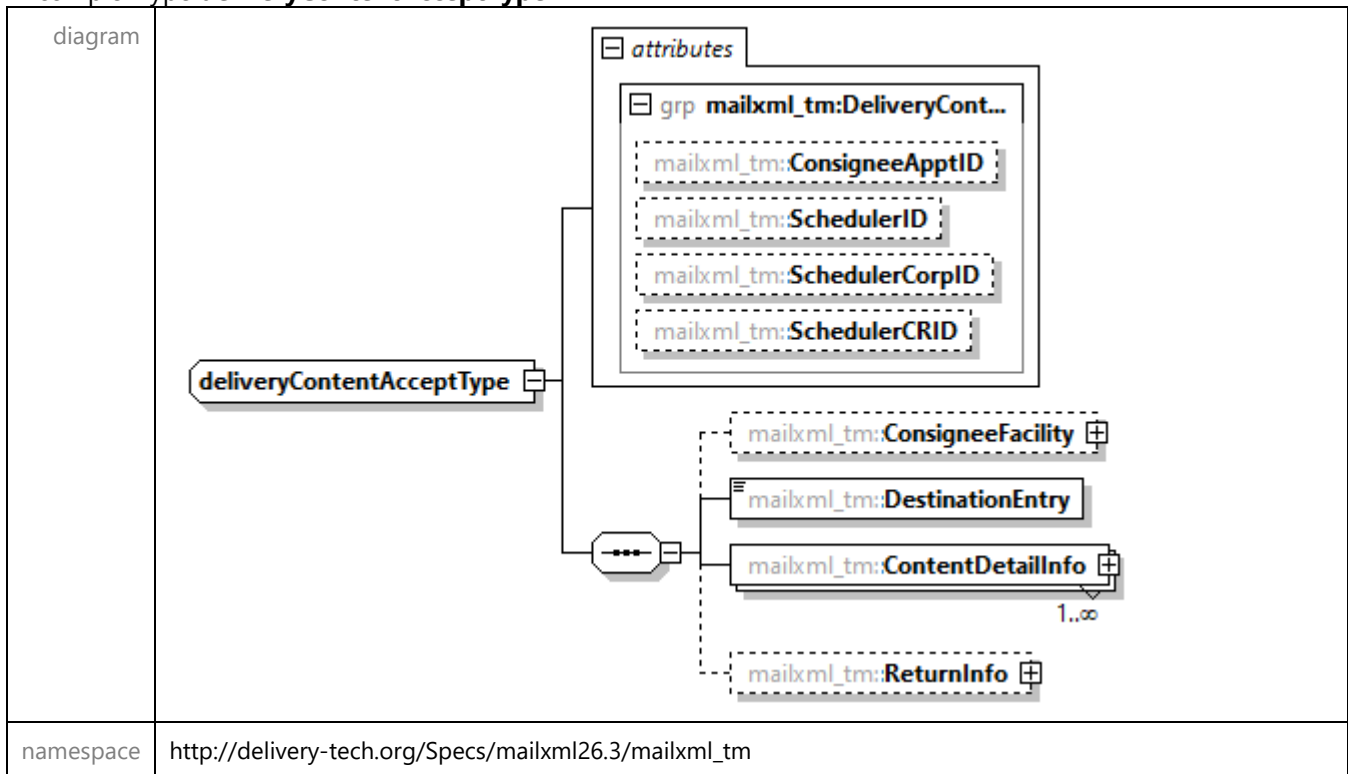 diagram
attributes
grp mailxml_tm:DeliveryCont...
mailxml_tm:ConsigneeApptID
mailxml_tm:SchedulerID
mailxml_tm:SchedulerCorpID
mailxml_tm:SchedulerCRID
deliveryContentAcceptType
mailxml_tm:ConsigneeFacility
mailxml_tm:DestinationEntry
mailxml_tm:ContentDetailInfo
1..∞
mailxml_tm:ReturnInfo
namespace http://delivery-tech.org/Specs/mailxml26.3/mailxml_tm